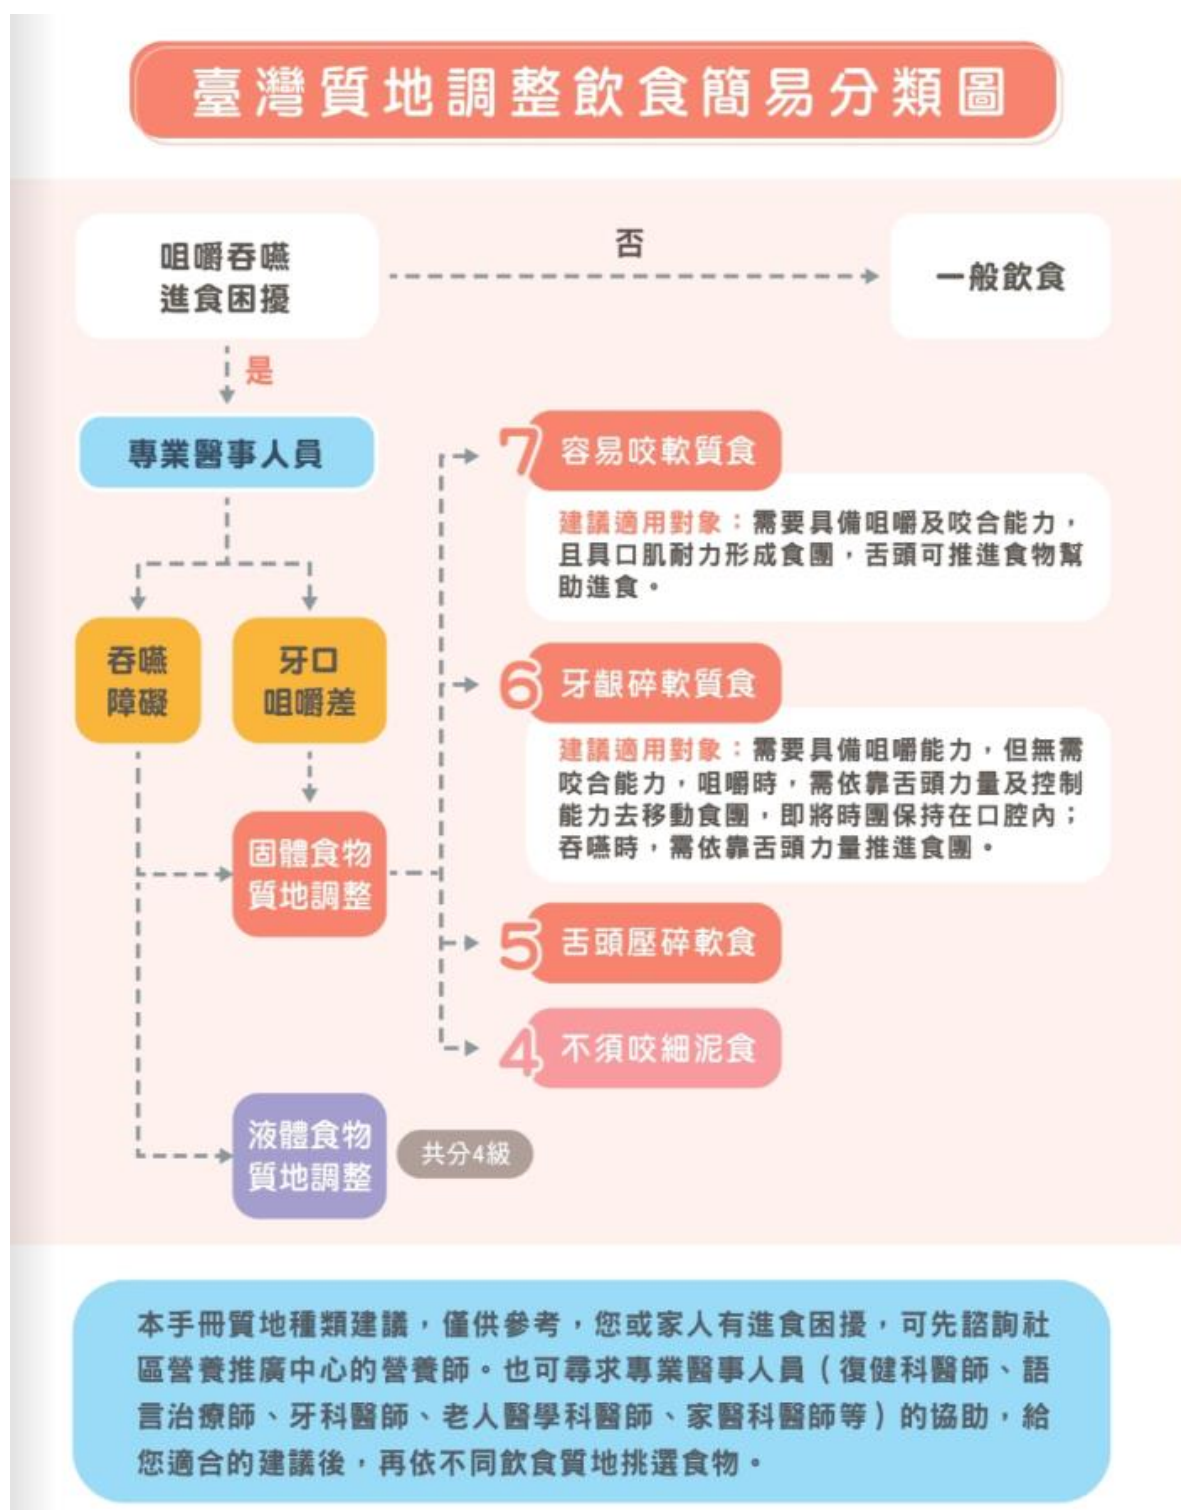 臺灣質地調整飲食簡易分類圖
咀嚼吞嚥
進食困擾
否
一般飲食
是
專業醫事人員
吞嚥
障礙
牙口
咀嚼差
固體食物
質地調整
7 容易咬軟質食
建議適用對象：需要具備咀嚼及咬合能力，
且具口肌耐力形成食團，舌頭可推進食物幫
助進食。
6 牙齦碎軟質食
建議適用對象：需要具備咀嚼能力，但無需
咬合能力，咀嚼時，需依靠舌頭力量及控制
能力去移動食團，即將時團保持在口腔內；
吞嚥時，需依靠舌頭力量推進食團。
5 舌頭壓碎軟食
4 不須咬細泥食
液體食物
質地調整
共分4級
本手冊質地種類建議，僅供參考，您或家人有進食困擾，可先諮詢社
區營養推廣中心的營養師。也可尋求專業醫事人員（復健科醫師、語
言治療師、牙科醫師、老人醫學科醫師、家醫科醫師等）的協助，給
您適合的建議後，再依不同飲食質地挑選食物。